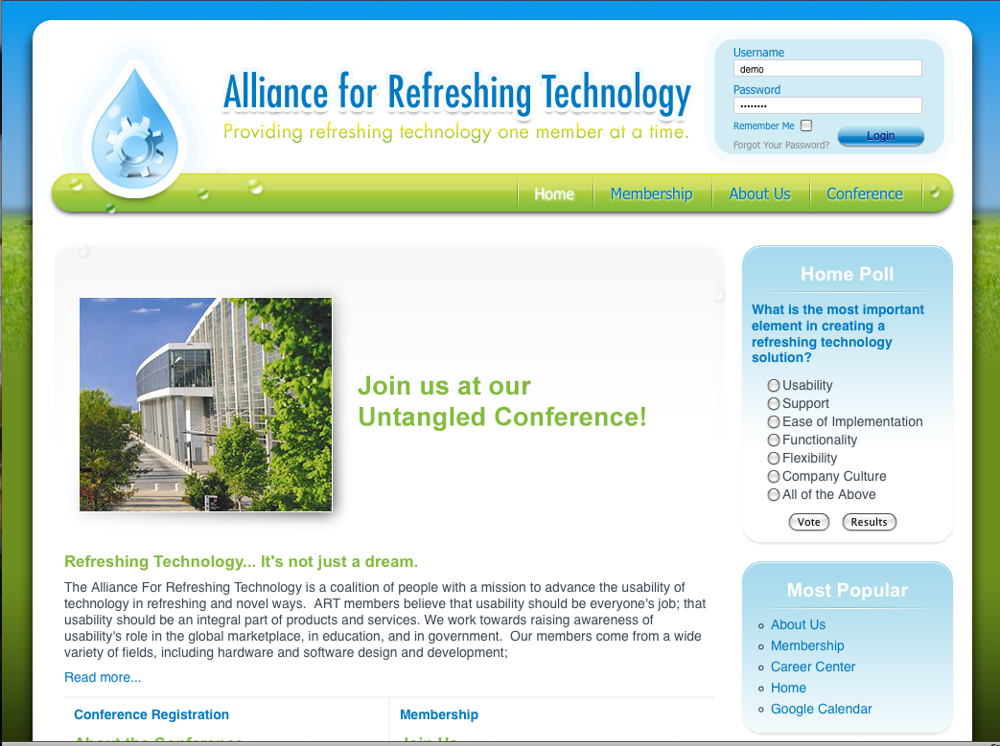 Username
demo
Alliance for Refreshing Technology
Password
••••••••
Providing refreshing technology one member at a time.
Remember Me
Login
Forgot Your Password?
Home
Membership
About Us
Conference
Join us at our
Untangled Conference!
Home Poll
What is the most important
element in creating a
refreshing technology
solution?
Usability
Support
Ease of Implementation
Functionality
Flexibility
Company Culture
All of the Above
Vote
Results
Refreshing Technology... It's not just a dream.
The Alliance For Refreshing Technology is a coalition of people with a mission to advance the usability of
technology in refreshing and novel ways.  ART members believe that usability should be everyone's job; that
usability should be an integral part of products and services. We work towards raising awareness of
usability's role in the global marketplace, in education, and in government.  Our members come from a wide
variety of fields, including hardware and software design and development;
Read more...
Most Popular
About Us
Membership
Career Center
Home
Google Calendar
Conference Registration
About the Conference
Membership
Join Us